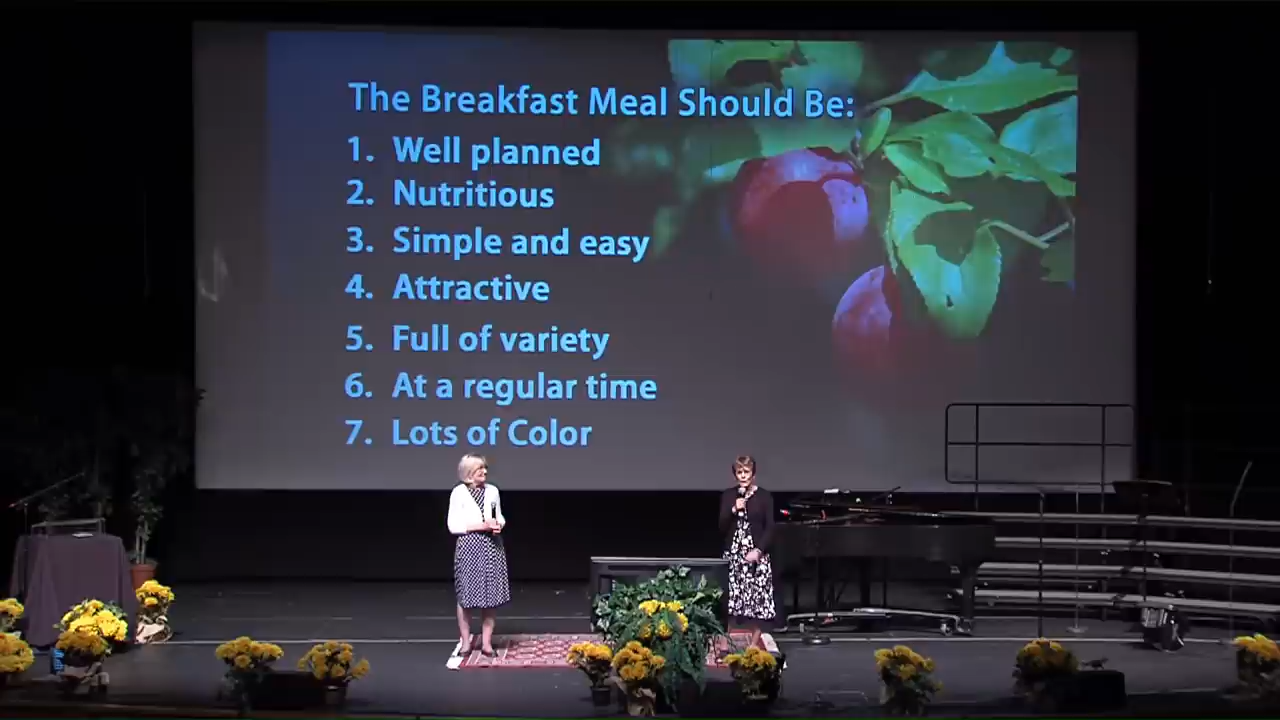 The Breakfast Meal Should Be:
1. Well planned
2. Nutritious
3. Simple and easy
4. Attractive
5. Full of variety
6. At a regular time
7. Lots of Color